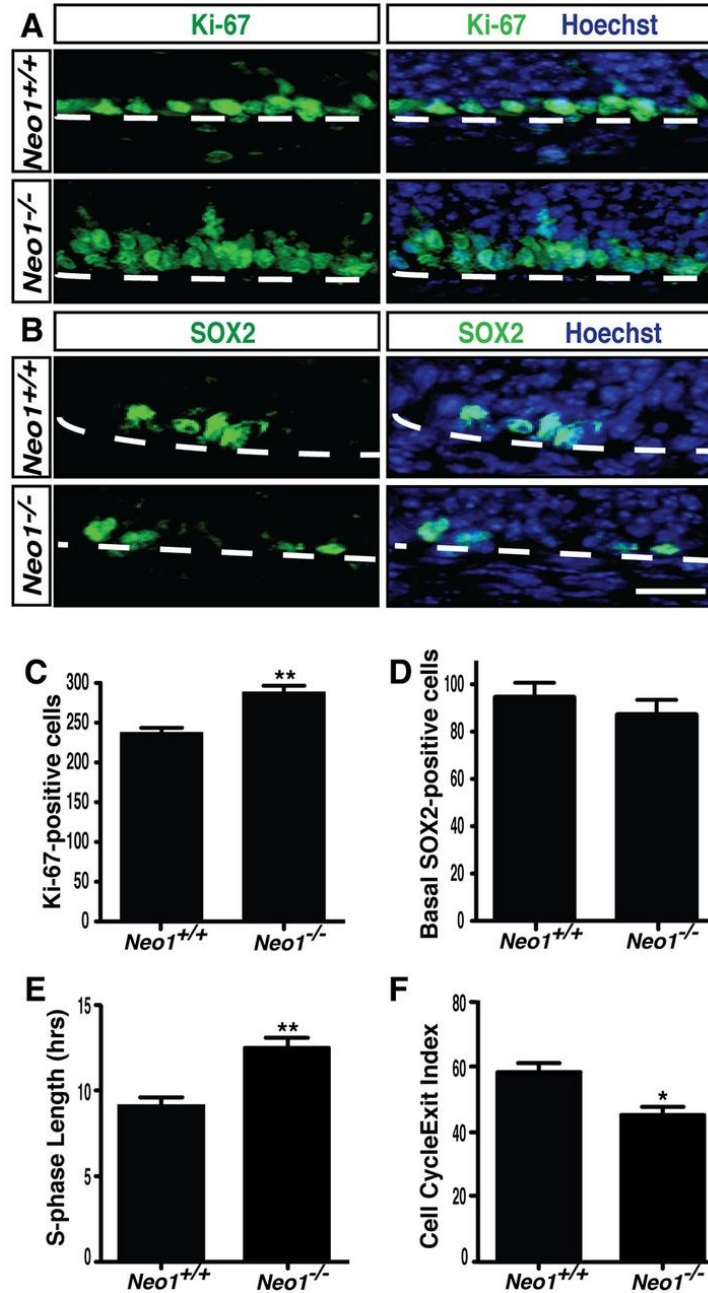 A
Ki-67
Ki-67 Hoechst
Neo1+/+
Neo1-/-
B
SOX2
SOX2 Hoechst
Neo1+/+
Neo1-/-
C
Ki-67-positive cells
300
250
200
150
100
50
0
**
Neo1+/+
Neo1-/-
D
Basal SOX2-positive cells
100
80
60
40
20
0
Neo1+/+
Neo1-/-
E
S-phase Length (hrs)
15
10
5
0
**
Neo1+/+
Neo1-/-
F
Cell CycleExit Index
80
60
40
20
0
*
Neo1+/+
Neo1-/-